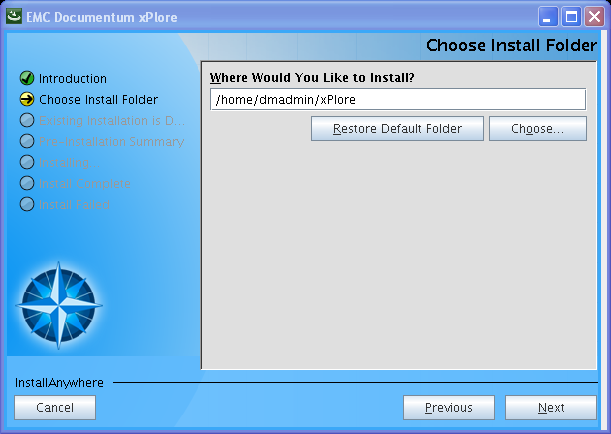 EMC Documentum xPlore
Choose Install Folder
Introduction
Choose Install Folder
Existing Installation is D...
Pre-Installation Summary
Installing...
Install Complete
Install Failed
Where Would You Like to Install?
/home/dmadmin/xPlore
Restore Default Folder
Choose...
InstallAnywhere
Cancel
Previous
Next